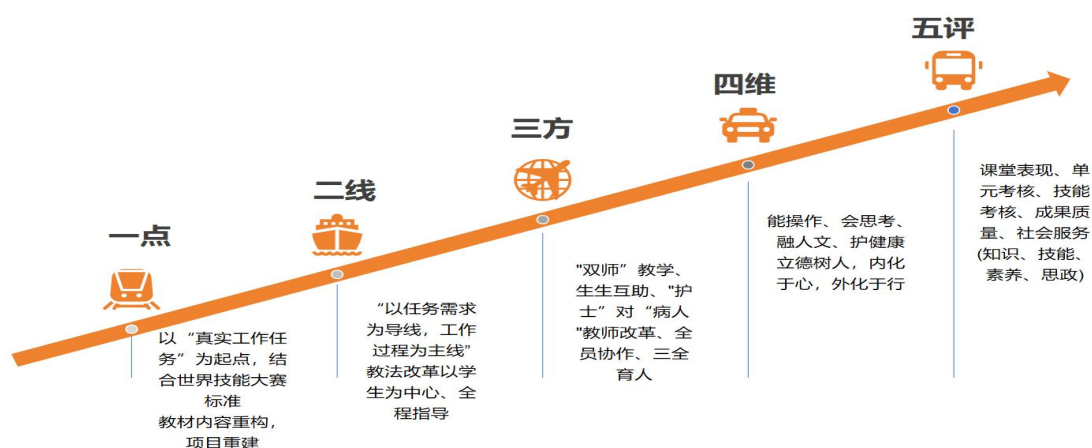 一点
以“真实工作任
务”为起点，结
合世界技能大赛
标准
教材内容重构，
项目重建
二线
“以任务需求
为导线，工作
过程为主线”
教法改革以学
生为中心、全
程指导
三方
"双师”教学、
生生互助、"护
士”对“病人
"教师改革、全
员协作、三全
育人
四维
能操作、会思考、
融人文、护健康
立德树人，内化
于心，外化于行
五评
课堂表现、单
元考核、技能
考核、成果质
量、社会服务
(知识、技能、
素养、思政)